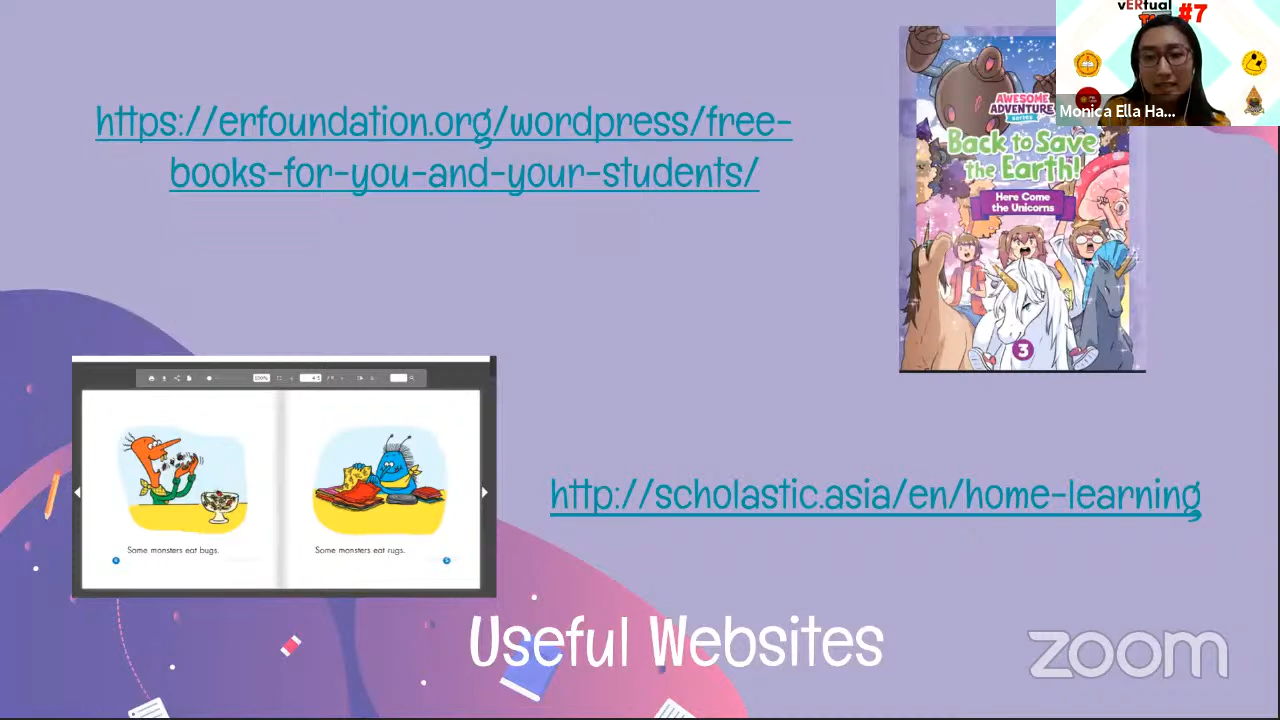 vERtual
#7
Monica Ella Ha...
https://erfoundation.org/wordpress/free-
books-for-you-and-your-students/
AWESOME
ADVENTURE
series
Back to Save
the Earth!
Here Come
the Unicorns
3
100%
Some monsters eat bugs.
Some monsters eat rugs.
http://scholastic.asia/en/home-learning
Useful Websites
zoom